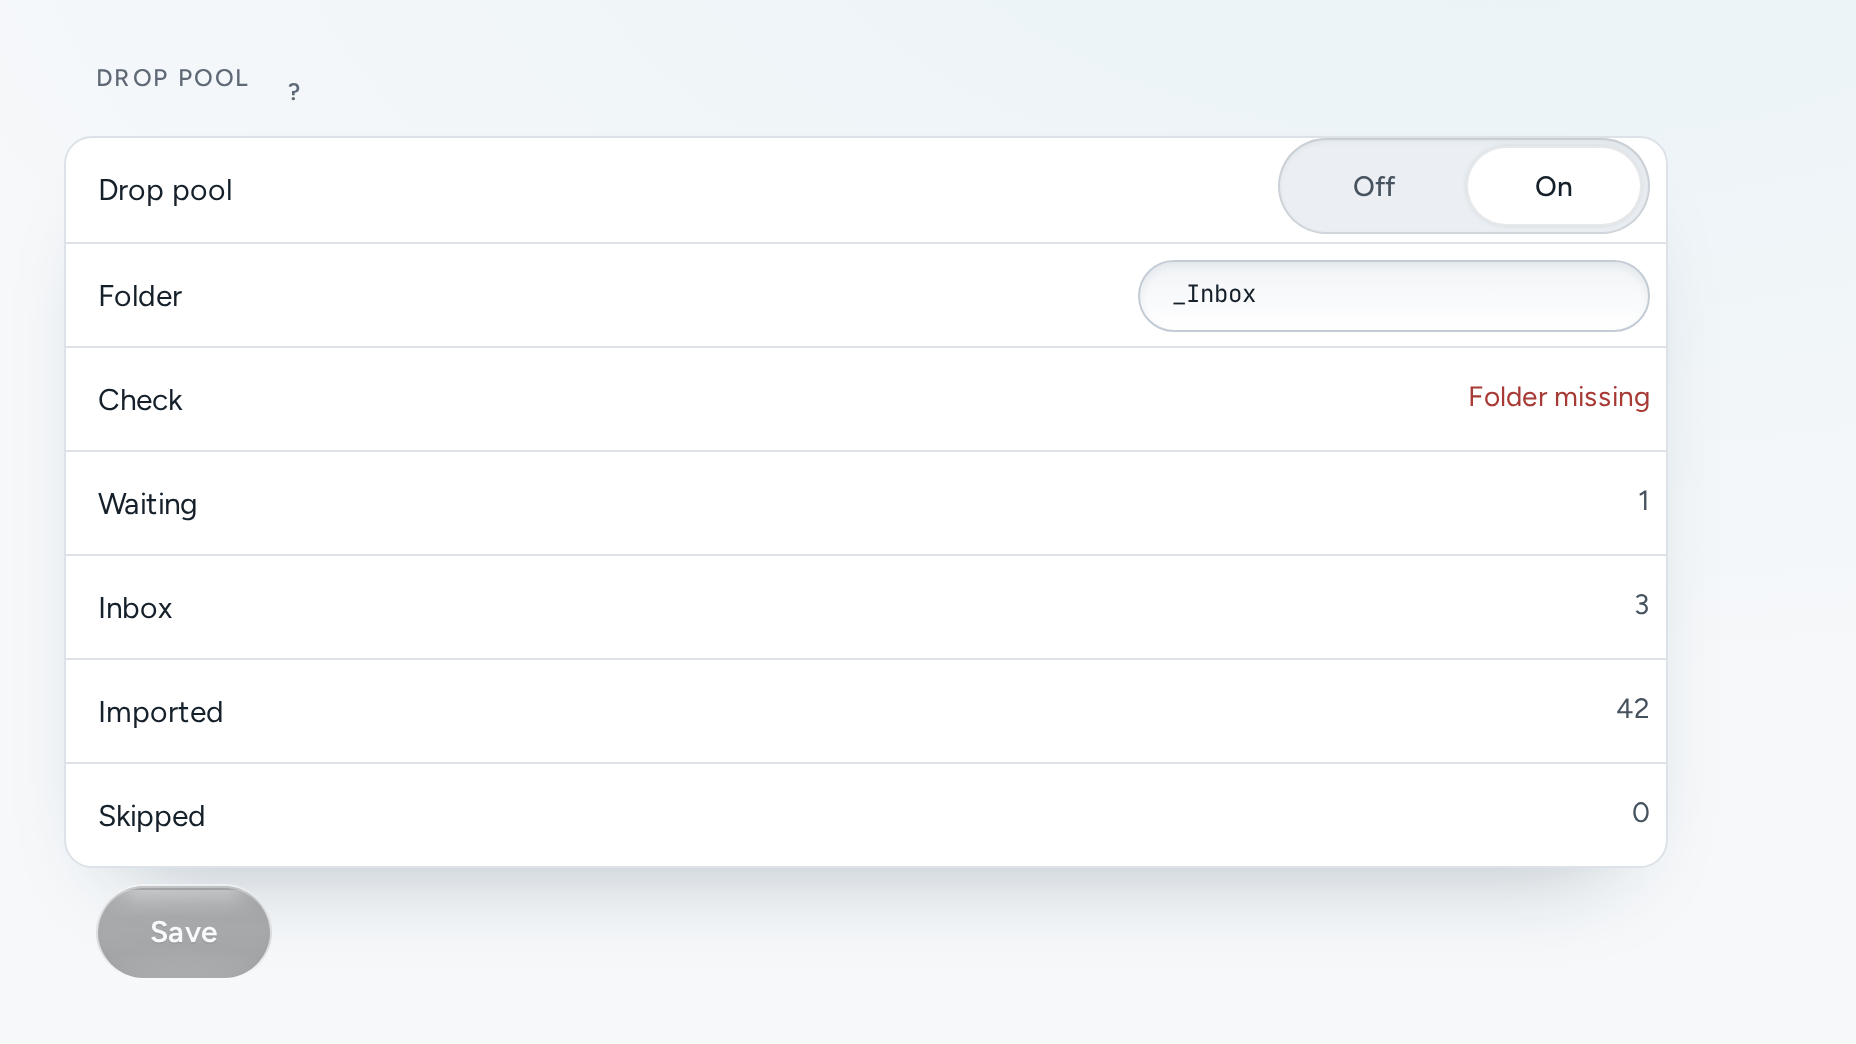 DROP POOL ?
Drop pool Off On
Folder _Inbox
Check Folder missing
Waiting 1
Inbox 3
Imported 42
Skipped 0
Save